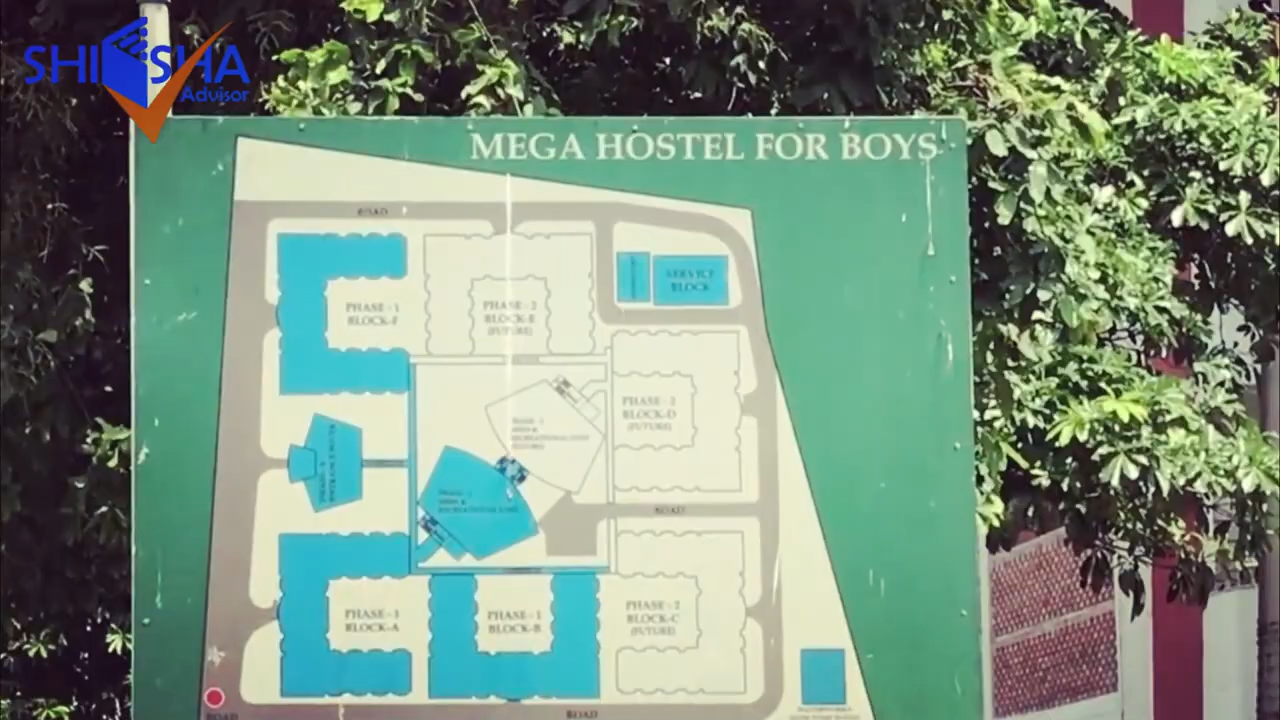 SHIKSHA
Advisor
MEGA HOSTEL FOR BOYS
ROAD
PHASE-1
BLOCK-F
PHASE-2
BLOCK-E
(FUTURE)
SERVICE
BLOCK
PHASE-2
BLOCK-D
(FUTURE)
ROAD
PHASE-1
BLOCK-A
PHASE-1
BLOCK-B
PHASE-2
BLOCK-C
(FUTURE)
ROAD
ROAD